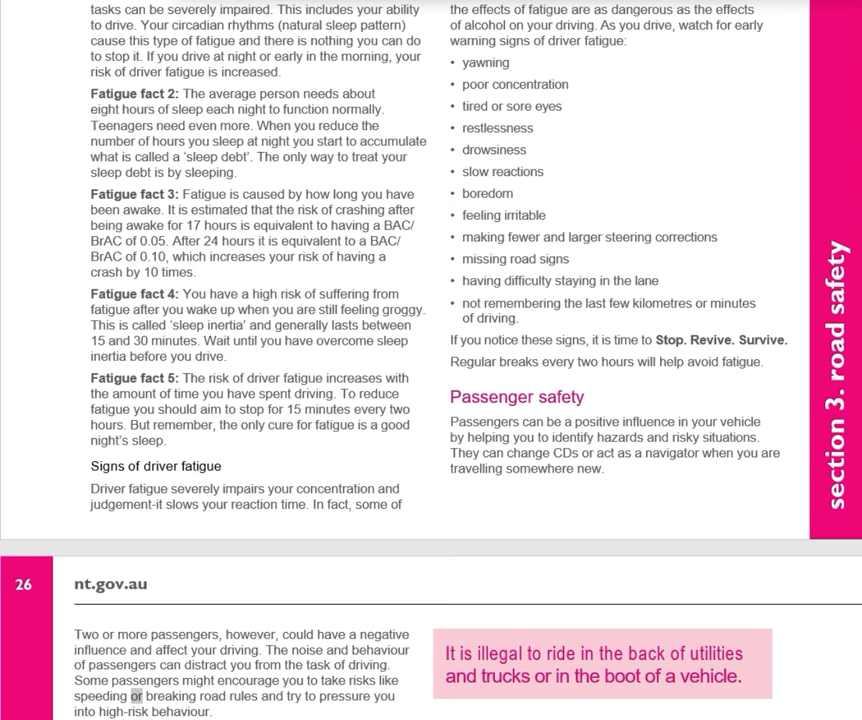 tasks can be severely impaired. This includes your ability
to drive. Your circadian rhythms (natural sleep pattern)
cause this type of fatigue and there is nothing you can do
to stop it. If you drive at night or early in the morning, your
risk of driver fatigue is increased.
Fatigue fact 2: The average person needs about
eight hours of sleep each night to function normally.
Teenagers need even more. When you reduce the
number of hours you sleep at night you start to accumulate
what is called a ‘sleep debt’. The only way to treat your
sleep debt is by sleeping.
Fatigue fact 3: Fatigue is caused by how long you have
been awake. It is estimated that the risk of crashing after
being awake for 17 hours is equivalent to having a BAC/
BrAC of 0.05. After 24 hours it is equivalent to a BAC/
BrAC of 0.10, which increases your risk of having a
crash by 10 times.
Fatigue fact 4: You have a high risk of suffering from
fatigue after you wake up when you are still feeling groggy.
This is called ‘sleep inertia’ and generally lasts between
15 and 30 minutes. Wait until you have overcome sleep
inertia before you drive.
Fatigue fact 5: The risk of driver fatigue increases with
the amount of time you have spent driving. To reduce
fatigue you should aim to stop for 15 minutes every two
hours. But remember, the only cure for fatigue is a good
night’s sleep.
Signs of driver fatigue
Driver fatigue severely impairs your concentration and
judgement-it slows your reaction time. In fact, some of
the effects of fatigue are as dangerous as the effects
of alcohol on your driving. As you drive, watch for early
warning signs of driver fatigue:
• yawning
• poor concentration
• tired or sore eyes
• restlessness
• drowsiness
• slow reactions
• boredom
• feeling irritable
• making fewer and larger steering corrections
• missing road signs
• having difficulty staying in the lane
• not remembering the last few kilometres or minutes
of driving.
If you notice these signs, it is time to Stop. Revive. Survive.
Regular breaks every two hours will help avoid fatigue.
Passenger safety
Passengers can be a positive influence in your vehicle
by helping you to identify hazards and risky situations.
They can change CDs or act as a navigator when you are
travelling somewhere new.
section 3. road safety
26
nt.gov.au
Two or more passengers, however, could have a negative
influence and affect your driving. The noise and behaviour
of passengers can distract you from the task of driving.
Some passengers might encourage you to take risks like
speeding or breaking road rules and try to pressure you
into high-risk behaviour.
It is illegal to ride in the back of utilities
and trucks or in the boot of a vehicle.